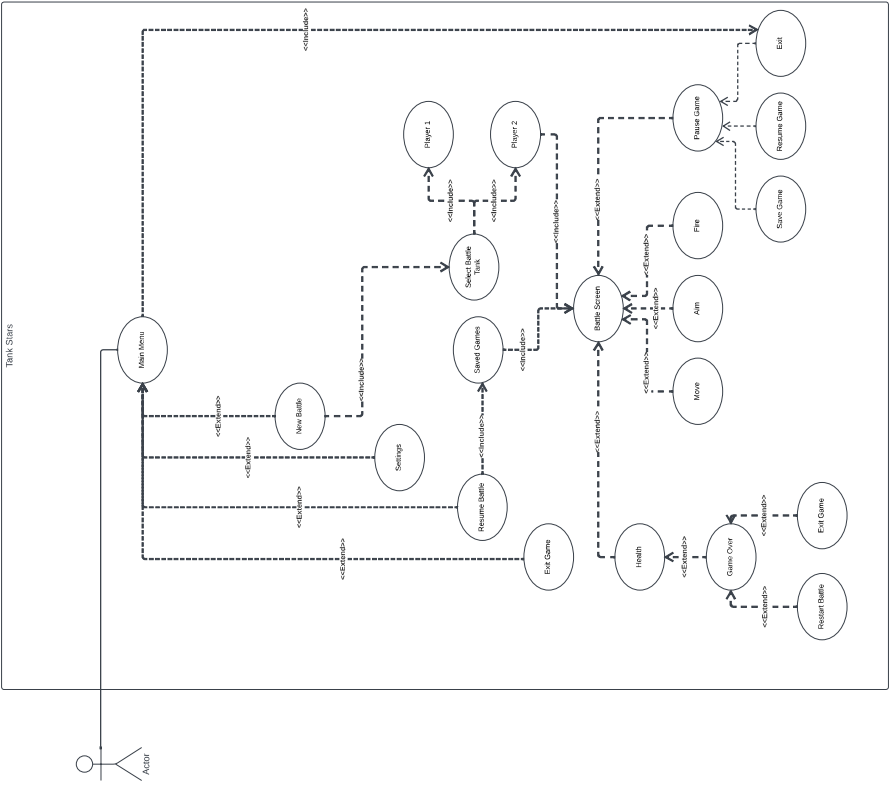 Tank Stars
Actor
Main Menu
<<Include>>
Exit
<<Extend>>
New Battle
<<Extend>>
Settings
<<Extend>>
Resume Battle
<<Extend>>
Exit Game
<<Include>>
Select Battle
Tank
<<Include>>
<<Include>>
Player 1
Player 2
<<Include>>
<<Include>>
Saved Games
<<Include>>
Battle Screen
<<Extend>>
Pause Game
Resume Game
Save Game
<<Extend>>
Fire
<<Extend>>
Aim
<<Extend>>
Move
<<Extend>>
Health
<<Extend>>
Game Over
<<Extend>>
Exit Game
<<Extend>>
Restart Battle